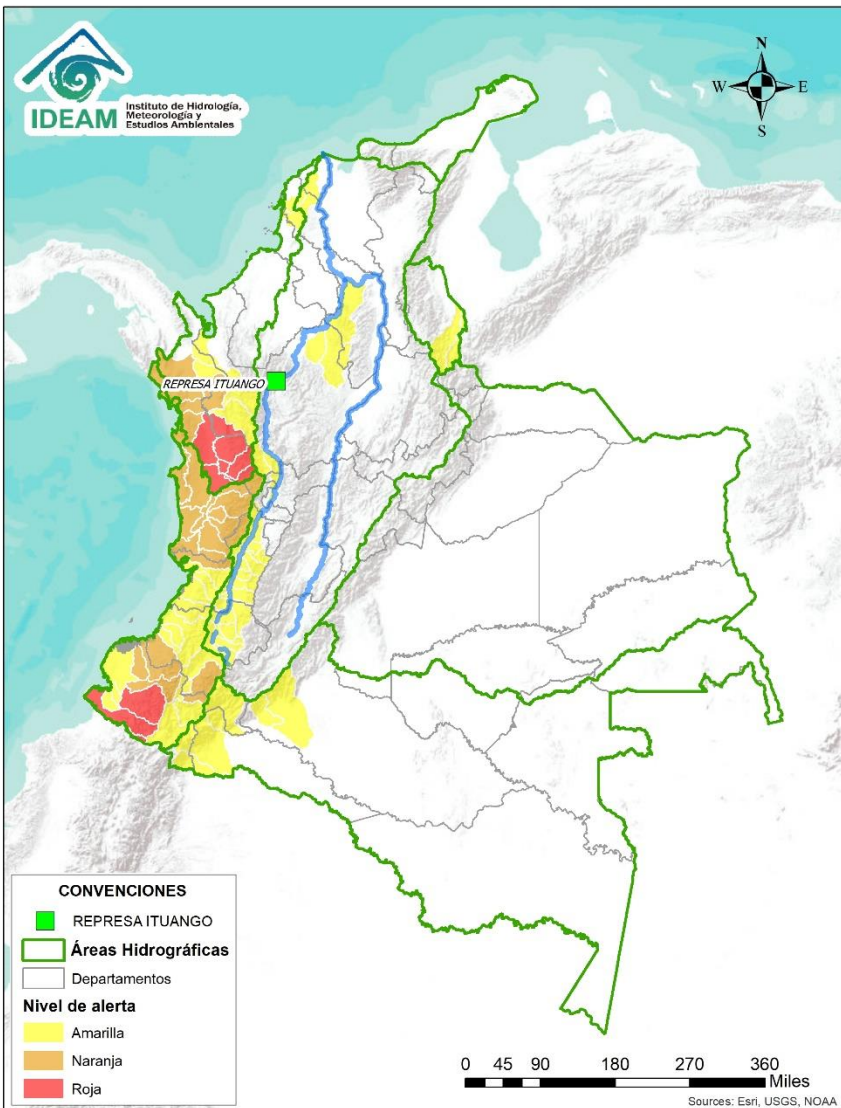 IDEAM
Instituto de Hidrología,
Meteorología y
Estudios Ambientales
N
W
E
S
REPRESA ITUANGO
CONVENCIONES
REPRESA ITUANGO
Áreas Hidrográficas
Departamentos
Nivel de alerta
Amarilla
Naranja
Roja
0 45 90 180 270 360
Miles
Sources: Esri, USGS, NOAA